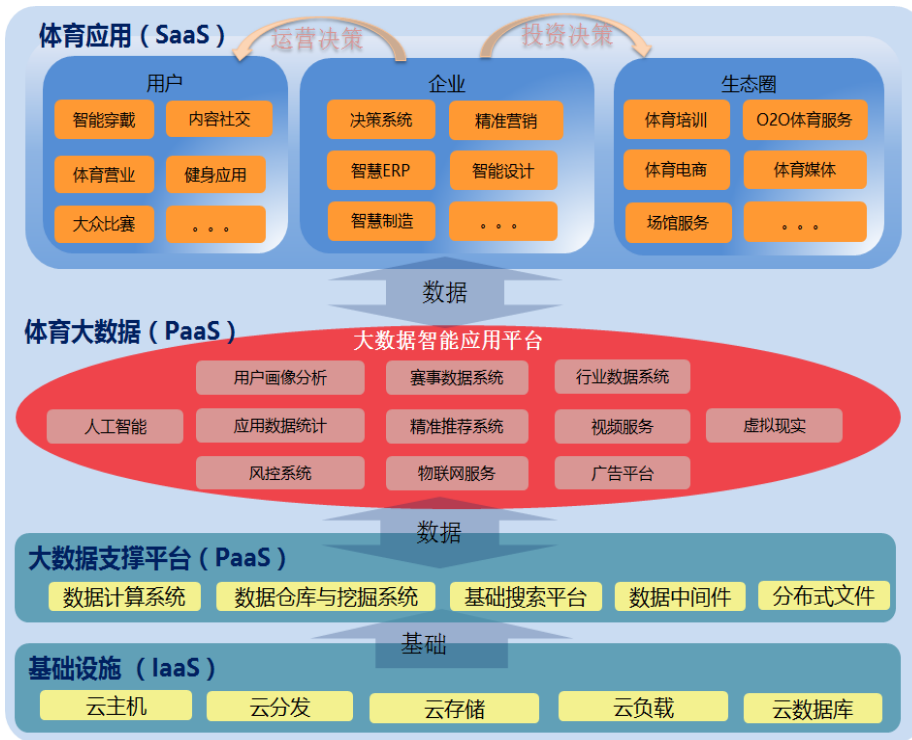 体育应用（SaaS）
运营决策
投资决策
用户
智能穿戴
内容社交
体育营业
健身应用
大众比赛
。。。
企业
决策系统
精准营销
智慧ERP
智能设计
智慧制造
。。。
生态圈
体育培训
O2O体育服务
体育电商
体育媒体
场馆服务
。。。
数据
体育大数据（PaaS）
大数据智能应用平台
用户画像分析
赛事数据系统
行业数据系统
人工智能
应用数据统计
精准推荐系统
视频服务
虚拟现实
风控系统
物联网服务
广告平台
数据
大数据支撑平台（PaaS）
数据计算系统
数据仓库与挖掘系统
基础搜索平台
数据中间件
分布式文件
基础
基础设施 （IaaS）
云主机
云分发
云存储
云负载
云数据库